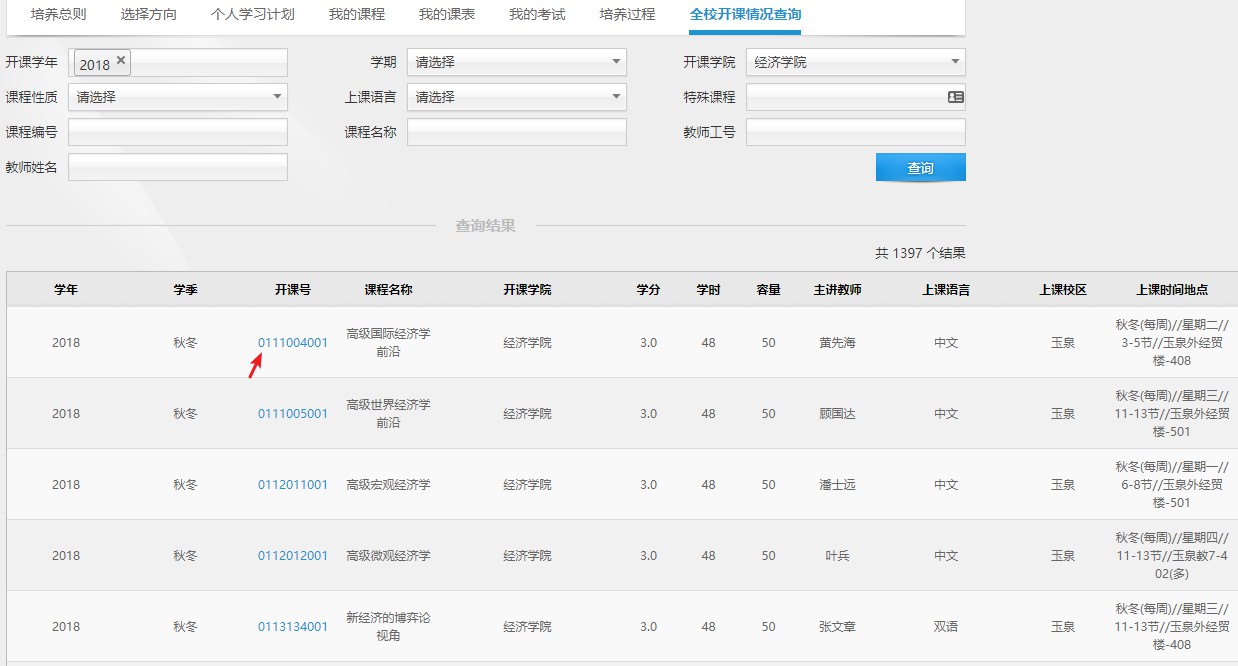 培养总则 选择方向 个人学习计划 我的课程 我的课表 我的考试 培养过程 全校开课情况查询
开课学年 2018 × 学期 请选择 开课学院 经济学院
课程性质 请选择 上课语言 请选择 特殊课程
课程编号 课程名称 教师工号
教师姓名 查询
查询结果
共 1397 个结果
学年 学季 开课号 课程名称 开课学院 学分 学时 容量 主讲教师 上课语言 上课校区 上课时间地点
2018 秋冬 0111004001 高级国际经济学 经济学院 3.0 48 50 黄先海 中文 玉泉 秋冬(每周)//星期二//
前沿 3-5节//玉泉外经贸
楼-408
2018 秋冬 0111005001 高级世界经济学 经济学院 3.0 48 50 顾国达 中文 玉泉 秋冬(每周)//星期三//
前沿 11-13节//玉泉外经贸
楼-501
2018 秋冬 0112011001 高级宏观经济学 经济学院 3.0 48 50 潘士远 中文 玉泉 秋冬(每周)//星期一//
6-8节//玉泉外经贸
楼-501
2018 秋冬 0112012001 高级微观经济学 经济学院 3.0 48 50 叶兵 中文 玉泉 秋冬(每周)//星期四//
11-13节//玉泉教7-4
02(多)
2018 秋冬 0113134001 新经济的博弈论 经济学院 3.0 48 50 张文章 双语 玉泉 秋冬(每周)//星期三//
视角 11-13节//玉泉外经贸
楼-408